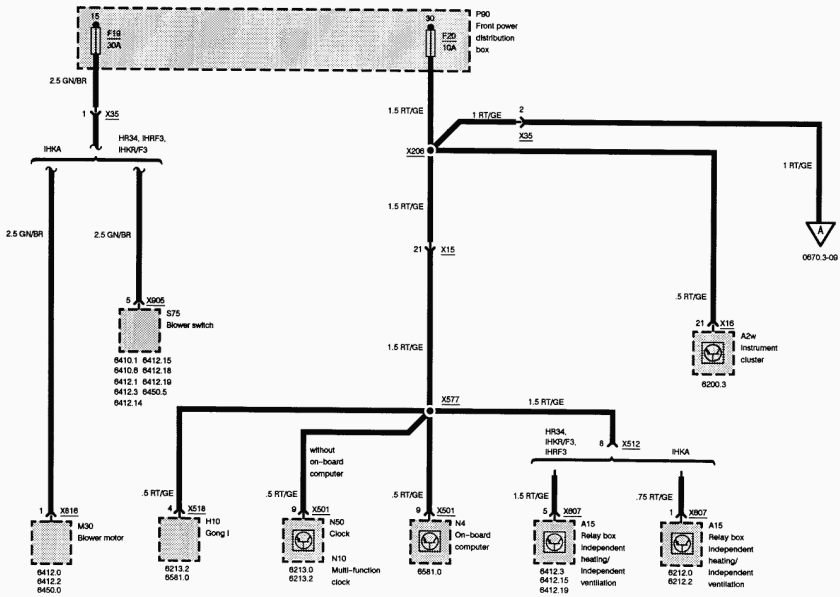 15
F19
30A
30
F20
10A
P90
Front power
distribution
box
2.5 GN/BR
1 X35
IHKA
HR34, IHRF3,
IHKR/F3
1.5 RT/GE
1 RT/GE
2
X35
X208
1 RT/GE
A
0670.3-09
2.5 GN/BR
2.5 GN/BR
1.5 RT/GE
21 X15
5 X905
S75
Blower switch
6410.1 6412.15
6410.6 6412.18
6412.1 6412.19
6412.3 6450.5
6412.14
.5 RT/GE
21 X16
A2w
Instrument
cluster
6200.3
1.5 RT/GE
X577
1.5 RT/GE
8 X512
without
on-board
computer
HR34,
IHKR/F3,
IHRF3
IHKA
.5 RT/GE
.5 RT/GE
.5 RT/GE
1.5 RT/GE
.75 RT/GE
1 X816
M30
Blower motor
6412.0
6412.2
6450.0
4 X518
H10
Gong I
6213.2
6581.0
9 X501
N50
Clock
N10
Multi-function
clock
6213.0
6213.2
9 X501
N4
On-board
computer
6581.0
5 X807
A15
Relay box
Independent
heating/
Independent
ventilation
6412.3
6412.15
6412.19
1 X807
A15
Relay box
Independent
heating/
Independent
ventilation
6212.0
6212.2